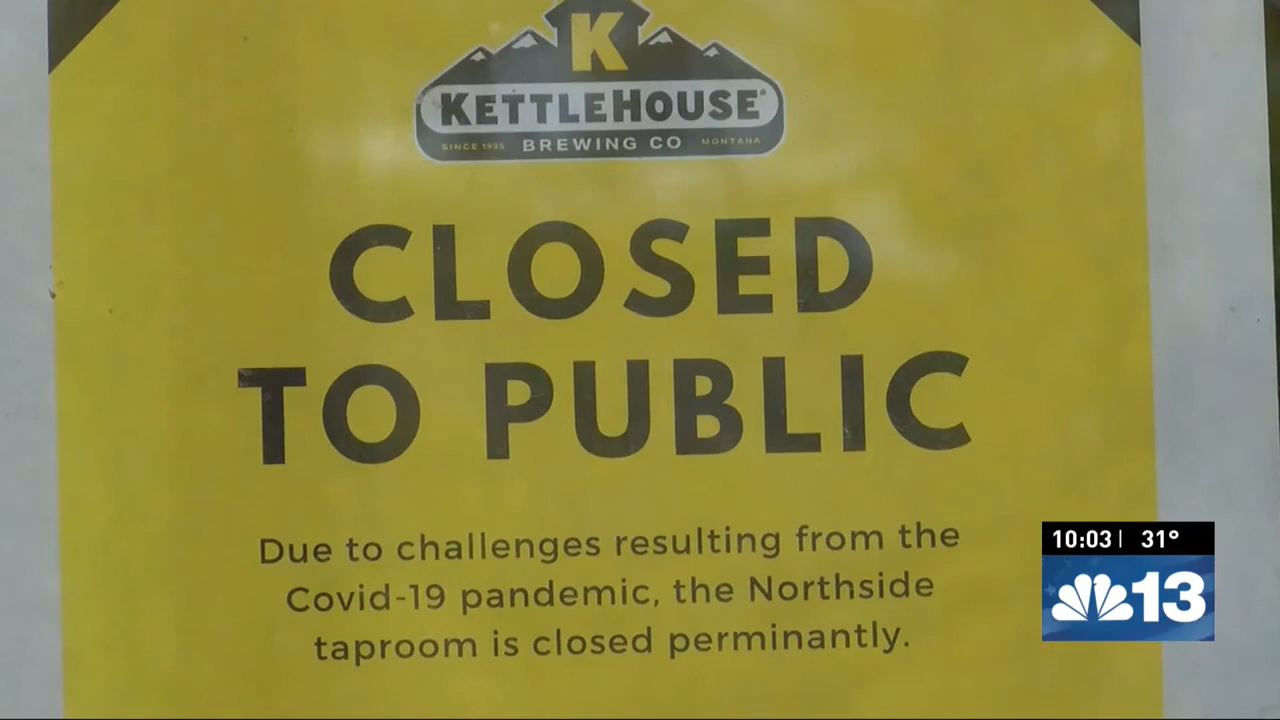 K
KETTLEHOUSE®
SINCE 1995 BREWING CO MONTANA
CLOSED
TO PUBLIC
Due to challenges resulting from the
Covid-19 pandemic, the Northside
taproom is closed perminantly.
10:03| 31°
13